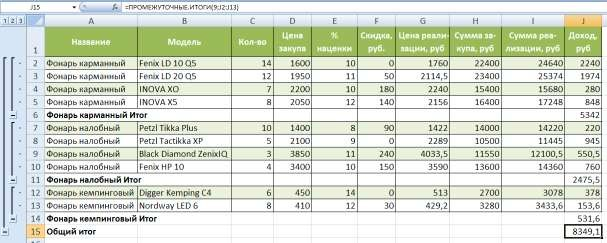 J15 fx =ПРОМЕЖУТОЧНЫЕ.ИТОГИ(9;J2:J13)
1 2 3 A B C D E F G H I J
1 Название Модель Кол-во Цена закупа % наценки Скидка, руб. Цена реали-зации, руб Сумма за-купа, руб Сумма реа-лизации, руб Доход, руб
2 Фонарь карманный Fenix LD 10 Q5 14 1600 10 0 1760 22400 24640 2240
3 Фонарь карманный Fenix LD 20 Q5 12 1950 11 50 2114,5 23400 25374 1974
4 Фонарь карманный INOVA XO 7 2200 10 180 2240 15400 15680 280
5 Фонарь карманный INOVA X5 8 2050 12 140 2156 16400 17248 848
6 Фонарь карманный Итог 5342
7 Фонарь налобный Petzl Tikka Plus 10 1400 8 90 1422 14000 14220 220
8 Фонарь налобный Petzl Tactikka XP 5 2100 9 0 2289 10500 11445 945
9 Фонарь налобный Black Diamond ZenixIQ 3 3850 11 240 4033,5 11550 12100,5 550,5
10 Фонарь налобный Fenix HP 10 4 3400 10 150 3590 13600 14360 760
11 Фонарь налобный Итог 2475,5
12 Фонарь кемпинговый Digger Kemping C4 6 450 14 0 513 2700 3078 378
13 Фонарь кемпинговый Nordway LED 6 8 410 12 30 429,2 3280 3433,6 153,6
14 Фонарь кемпинговый Итог 531,6
15 Общий итог 8349,1